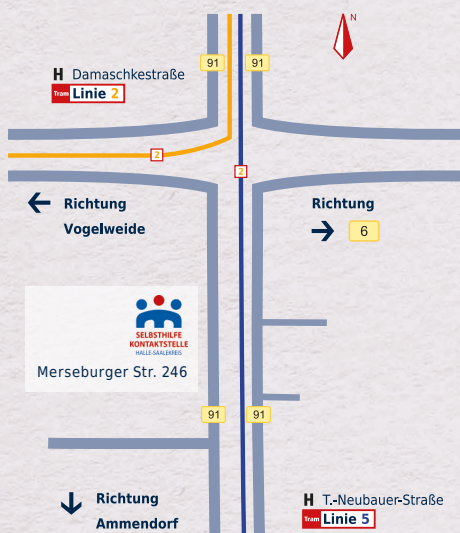 N
91
91
H Damaschkestraße
Tram Linie 2
2
2
Richtung
Vogelweide
Richtung
6
SELBSTHILFE
KONTAKTSTELLE
HALLE-SAALEKREIS
Merseburger Str. 246
91
91
Richtung
Ammendorf
H T.-Neubauer-Straße
Tram Linie 5